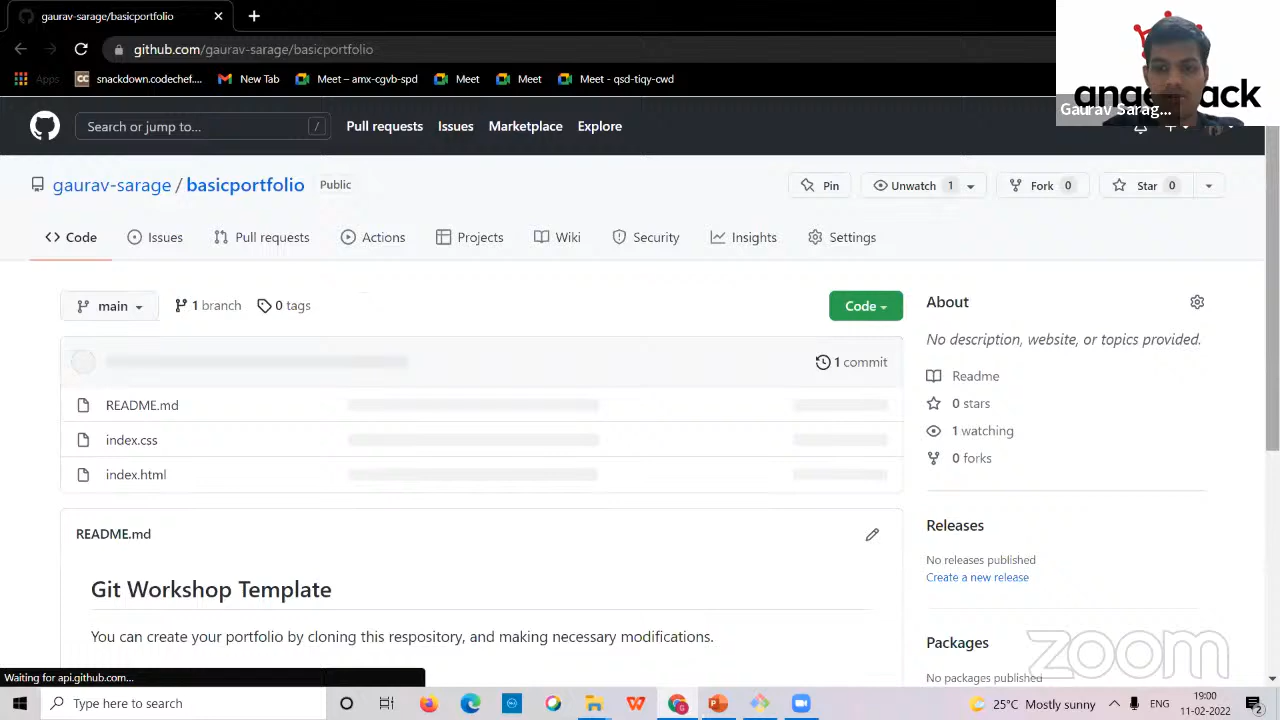 gaurav-sarage/basicportfolio
github.com/gaurav-sarage/basicportfolio
Apps
CC snackdown.codechef....
New Tab
Meet – amx-cgvb-spd
Meet
Meet
Meet - qsd-tiqy-cwd
Gaurav Sarag...
Search or jump to...
/
Pull requests
Issues
Marketplace
Explore
gaurav-sarage / basicportfolio
Public
Pin
Unwatch 1
Fork 0
Star 0
Code
Issues
Pull requests
Actions
Projects
Wiki
Security
Insights
Settings
main
1 branch
0 tags
Code
1 commit
README.md
index.css
index.html
About
No description, website, or topics provided.
Readme
0 stars
1 watching
0 forks
Releases
No releases published
Create a new release
Packages
No packages published
README.md
Git Workshop Template
You can create your portfolio by cloning this respository, and making necessary modifications.
zoom
Waiting for api.github.com...
Type here to search
25°C Mostly sunny
ENG
19:00
11-02-2022
2